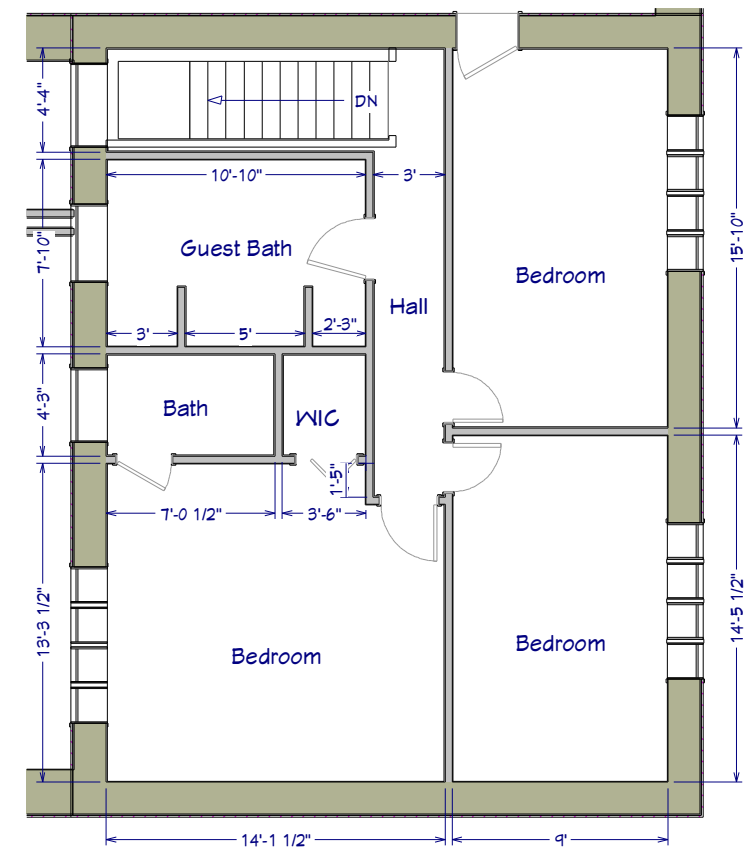 4'-4"
DN
10'-10"
3'
7'-10"
Guest Bath
15'-10"
Bedroom
Hall
3'
5'
2'-3"
4'-3"
Bath
WIC
1'-5"
7'-0 1/2"
3'-6"
13'-3 1/2"
Bedroom
Bedroom
14'-5 1/2"
14'-1 1/2"
9'